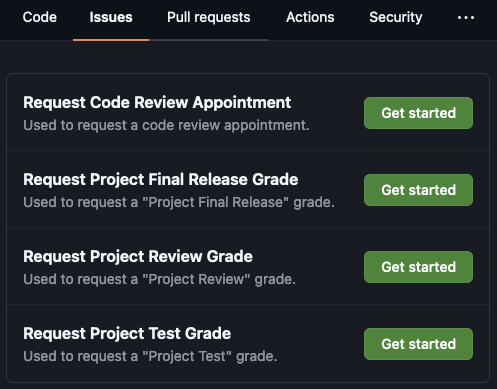 Code Issues Pull requests Actions Security ...
Request Code Review Appointment
Used to request a code review appointment.
Get started
Request Project Final Release Grade
Used to request a "Project Final Release" grade.
Get started
Request Project Review Grade
Used to request a "Project Review" grade.
Get started
Request Project Test Grade
Used to request a "Project Test" grade.
Get started